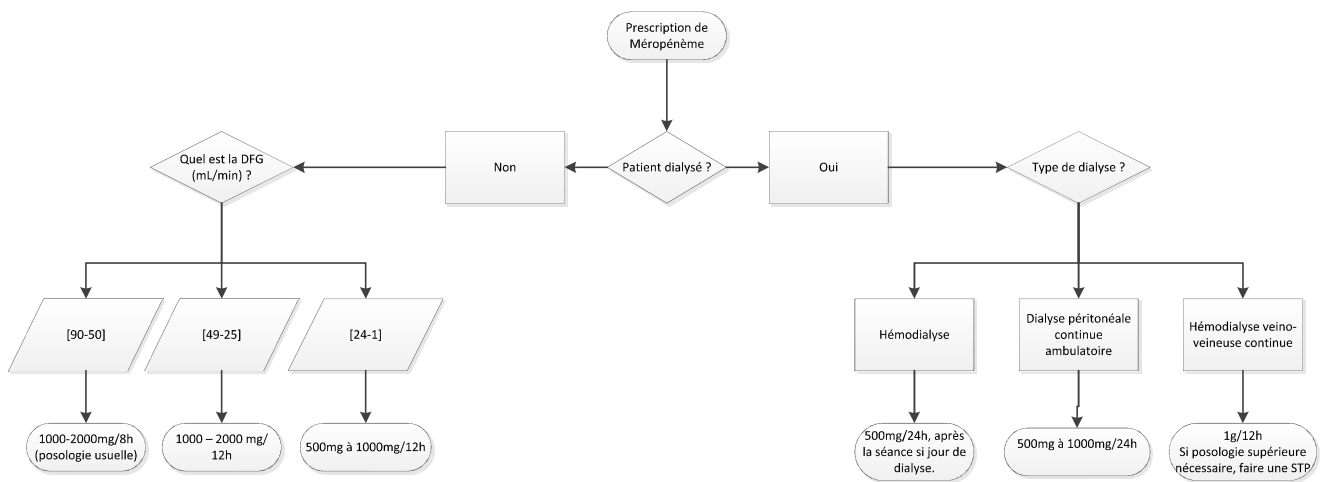 Prescription de
Méropénème
Quel est la DFG
(mL/min) ?
Non
Patient dialysé ?
Oui
Type de dialyse ?
[90-50]
[49-25]
[24-1]
Hémodialyse
Dialyse péritonéale
continue
ambulatoire
Hémodialyse veino-
veineuse continue
1000-2000mg/8h
(posologie usuelle)
1000 – 2000 mg/
12h
500mg à 1000mg/12h
500mg/24h, après
la séance si jour de
dialyse.
500mg à 1000mg/24h
1g/12h
Si posologie supérieure
nécessaire, faire une STP